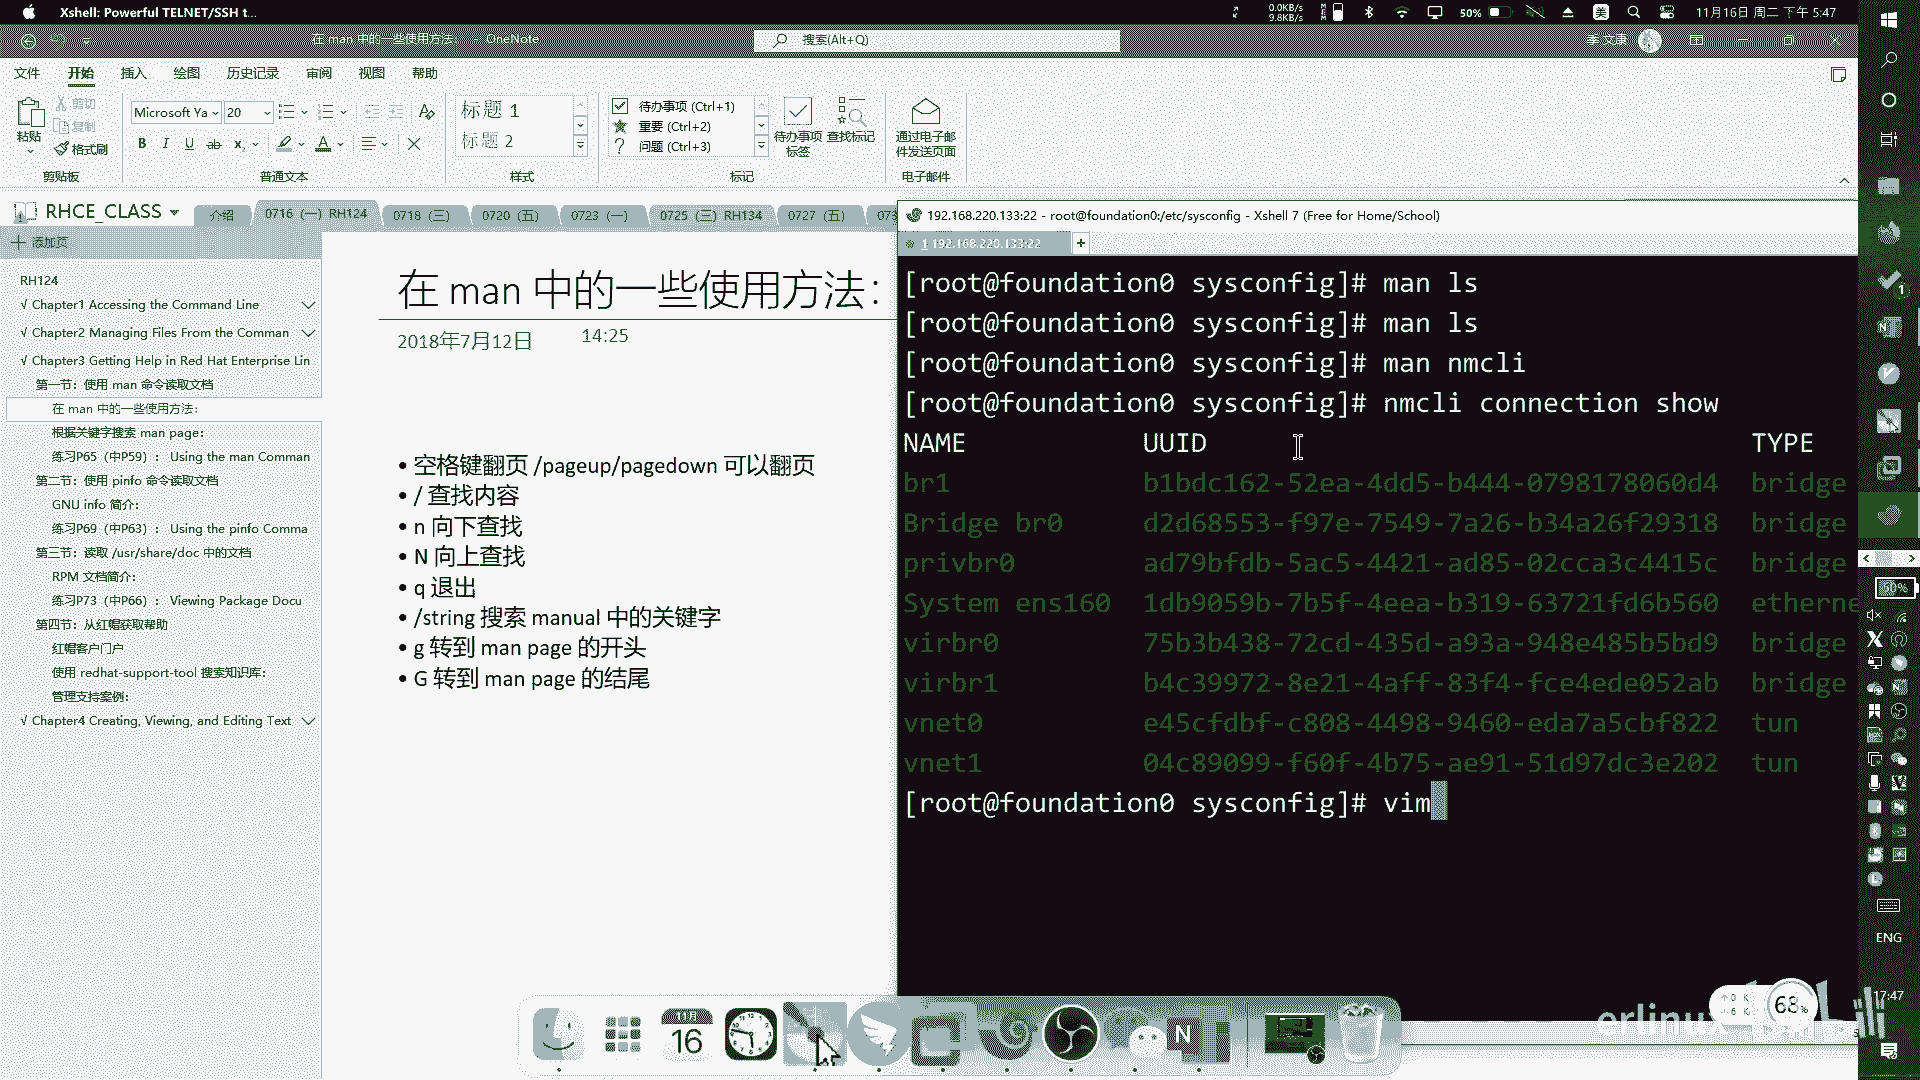 Xshell: Powerful TELNET/SSH t...
0.0KB/s
9.8KB/s
50%
美
11月16日 周二 下午 5:47
在 man 中的一些使用方法: - OneNote
搜索(Alt+Q)
李 文康
文件 开始 插入 绘图 历史记录 审阅 视图 帮助
粘贴
剪切
复制
格式刷
剪贴板
Microsoft Ya 20
B I U ab x
普通文本
标题 1
标题 2
样式
待办事项 (Ctrl+1)
重要 (Ctrl+2)
问题 (Ctrl+3)
待办事项
标签
查找标记
标记
通过电子邮
件发送页面
电子邮件
RHCE_CLASS
介绍 0716（一）RH124 0718（三） 0720（五） 0723（一） 0725（三）RH134 0727（五） 073
添加页
RH124
√ Chapter1 Accessing the Command Line
√ Chapter2 Managing Files From the Comman
√ Chapter3 Getting Help in Red Hat Enterprise Lin
第一节：使用 man 命令读取文档
在 man 中的一些使用方法：
根据关键字搜索 man page：
练习P65（中P59）： Using the man Comman
第二节：使用 pinfo 命令读取文档
GNU info 简介：
练习P69（中P63）： Using the pinfo Comma
第三节：读取 /usr/share/doc 中的文档
RPM 文档简介：
练习P73（中P66）： Viewing Package Docu
第四节：从红帽获取帮助
红帽客户门户
使用 redhat-support-tool 搜索知识库：
管理支持案例：
√ Chapter4 Creating, Viewing, and Editing Text
在 man 中的一些使用方法：
2018年7月12日 14:25
• 空格键翻页 /pageup/pagedown 可以翻页
• / 查找内容
• n 向下查找
• N 向上查找
• q 退出
• /string 搜索 manual 中的关键字
• g 转到 man page 的开头
• G 转到 man page 的结尾
192.168.220.133:22 - root@foundation0:/etc/sysconfig - Xshell 7 (Free for Home/School)
1 192.168.220.133:22
[root@foundation0 sysconfig]# man ls
[root@foundation0 sysconfig]# man ls
[root@foundation0 sysconfig]# man nmcli
[root@foundation0 sysconfig]# nmcli connection show
NAME UUID TYPE
br1 b1bdc162-52ea-4dd5-b444-0798178060d4 bridge
Bridge br0 d2d68553-f97e-7549-7a26-b34a26f29318 bridge
privbr0 ad79bfdb-5ac5-4421-ad85-02cca3c4415c bridge
System ens160 1db9059b-7b5f-4eea-b319-63721fd6b560 etherne
virbr0 75b3b438-72cd-435d-a93a-948e485b5bd9 bridge
virbr1 b4c39972-8e21-4aff-83f4-fce4ede052ab bridge
vnet0 e45cfdbf-c808-4498-9460-eda7a5cbf822 tun
vnet1 04c89099-f60f-4b75-ae91-51d97dc3e202 tun
[root@foundation0 sysconfig]# vim
1
50%
ENG
17:47
68%
erlinux
11月
16
N